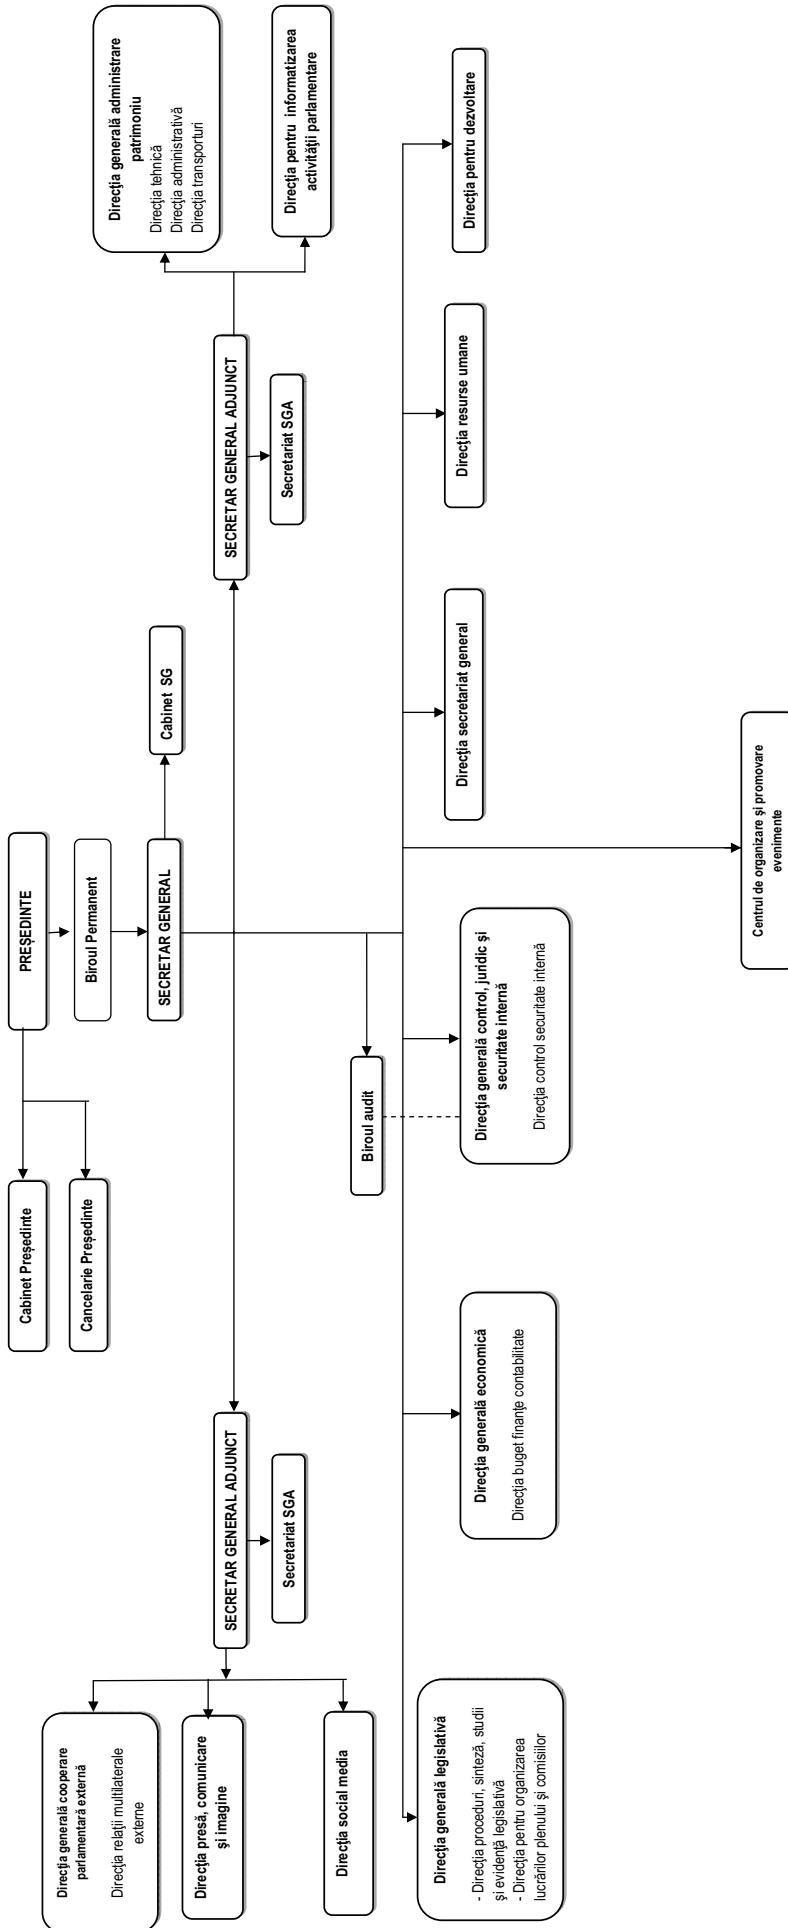 PREŞEDINTE
Cabinet Preşedinte
Cancelarie Preşedinte
Biroul Permanent
SECRETAR GENERAL
Cabinet SG
SECRETAR GENERAL ADJUNCT
Secretariat SGA
Direcţia generală cooperare
parlamentară externă
Direcţia relaţii multilaterale
externe
Direcţia presă, comunicare
şi imagine
Direcţia social media
SECRETAR GENERAL ADJUNCT
Secretariat SGA
Direcţia generală administrare
patrimoniu
Direcţia tehnică
Direcţia administrativă
Direcţia transporturi
Direcţia pentru informatizarea
activităţii parlamentare
Biroul audit
Direcţia generală legislativă
- Direcţia proceduri, sinteză, studii
şi evidenţă legislativă
- Direcţia pentru organizarea
lucrărilor plenului şi comisiilor
Direcţia generală economică
Direcţia buget finanţe contabilitate
Direcţia generală control, juridic şi
securitate internă
Direcţia control securitate internă
Direcţia secretariat general
Direcţia resurse umane
Direcţia pentru dezvoltare
Centrul de organizare şi promovare
evenimente